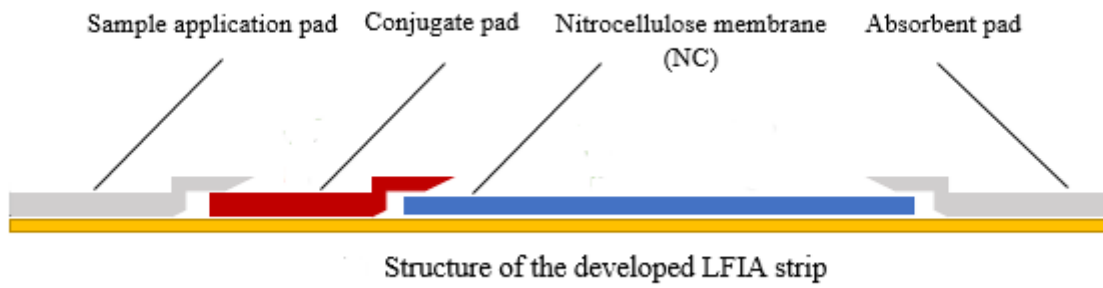 Sample application pad
Conjugate pad
Nitrocellulose membrane
(NC)
Absorbent pad
Structure of the developed LFIA strip